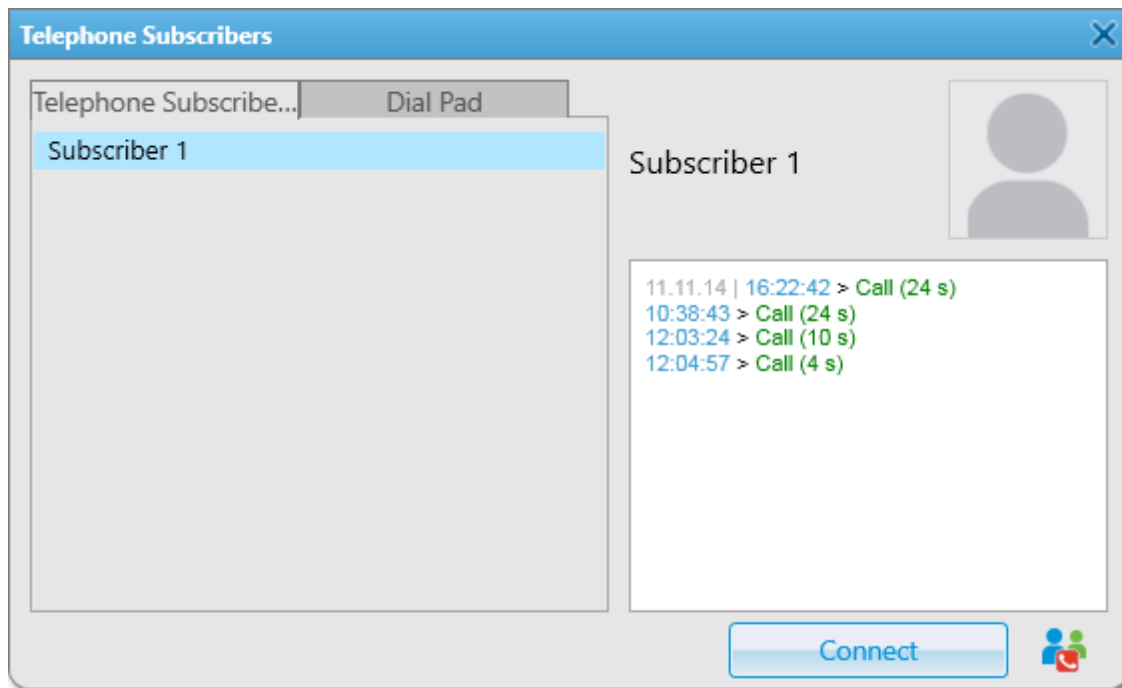 Telephone Subscribers
Telephone Subscribe...
Dial Pad
Subscriber 1
Subscriber 1
11.11.14 | 16:22:42 > Call (24 s)
10:38:43 > Call (24 s)
12:03:24 > Call (10 s)
12:04:57 > Call (4 s)
Connect